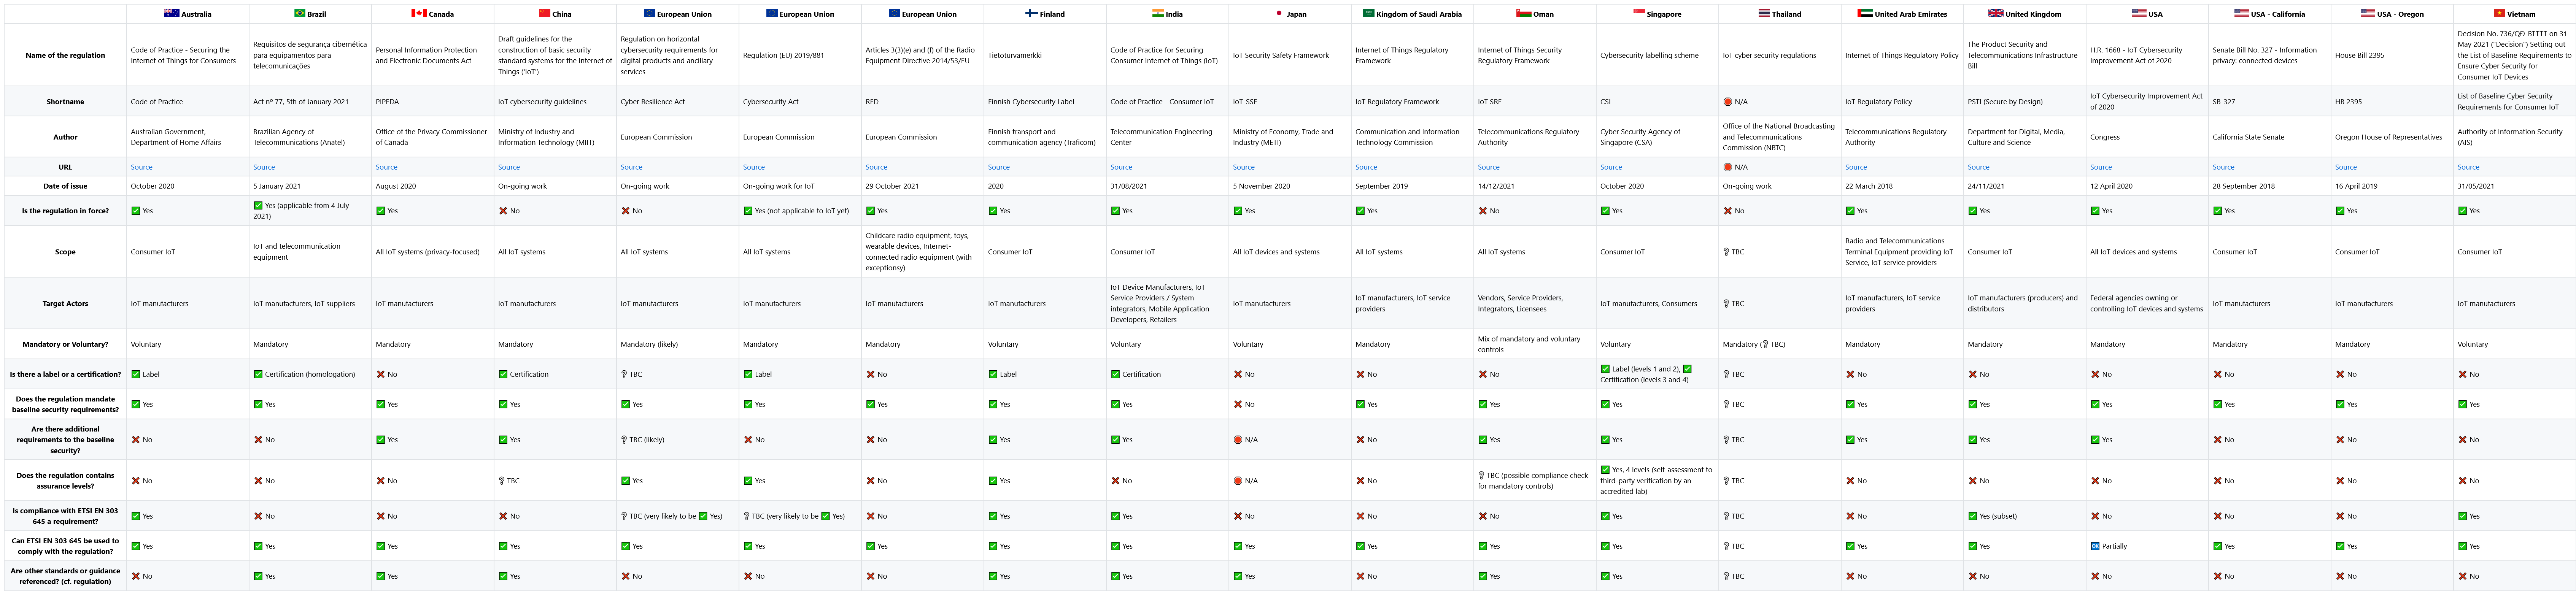 Australia
Brazil
Canada
China
European Union
European Union
European Union
Finland
India
Japan
Kingdom of Saudi Arabia
Oman
Singapore
Thailand
United Arab Emirates
United Kingdom
USA
USA - California
USA - Oregon
Vietnam
Name of the regulation
Code of Practice - Securing the
Internet of Things for Consumers
Requisitos de segurança cibernética
para equipamentos para
telecomunicações
Personal Information Protection
and Electronic Documents Act
Draft guidelines for the
construction of basic security
standard systems for the Internet of
Things ('IoT')
Regulation on horizontal
cybersecurity requirements for
digital products and ancillary
services
Regulation (EU) 2019/881
Articles 3(3)(e) and (f) of the Radio
Equipment Directive 2014/53/EU
Tietoturvamerkki
Code of Practice for Securing
Consumer Internet of Things (IoT)
IoT Security Safety Framework
Internet of Things Regulatory
Framework
Internet of Things Security
Regulatory Framework
Cybersecurity labelling scheme
IoT cyber security regulations
Internet of Things Regulatory Policy
The Product Security and
Telecommunications Infrastructure
Bill
H.R. 1668 - IoT Cybersecurity
Improvement Act of 2020
Senate Bill No. 327 - Information
privacy: connected devices
House Bill 2395
Decision No. 736/QĐ-BTTTT on 31
May 2021 ("Decision") Setting out
the List of Baseline Requirements to
Ensure Cyber Security for
Consumer IoT Devices
Shortname
Code of Practice
Act nº 77, 5th of January 2021
PIPEDA
IoT cybersecurity guidelines
Cyber Resilience Act
Cybersecurity Act
RED
Finnish Cybersecurity Label
Code of Practice - Consumer IoT
IoT-SSF
IoT Regulatory Framework
IoT SRF
CSL
N/A
IoT Regulatory Policy
PSTI (Secure by Design)
IoT Cybersecurity Improvement Act
of 2020
SB-327
HB 2395
List of Baseline Cyber Security
Requirements for Consumer IoT
Author
Australian Government,
Department of Home Affairs
Brazilian Agency of
Telecommunications (Anatel)
Office of the Privacy Commissioner
of Canada
Ministry of Industry and
Information Technology (MIIT)
European Commission
European Commission
European Commission
Finnish transport and
communication agency (Traficom)
Telecommunication Engineering
Center
Ministry of Economy, Trade and
Industry (METI)
Communication and Information
Technology Commission
Telecommunications Regulatory
Authority
Cyber Security Agency of
Singapore (CSA)
Office of the National Broadcasting
and Telecommunications
Commission (NBTC)
Telecommunications Regulatory
Authority
Department for Digital, Media,
Culture and Science
Congress
California State Senate
Oregon House of Representatives
Authority of Information Security
(AIS)
URL
Source
Source
Source
Source
Source
Source
Source
Source
Source
Source
Source
Source
Source
N/A
Source
Source
Source
Source
Source
Source
Date of issue
October 2020
5 January 2021
August 2020
On-going work
On-going work
On-going work for IoT
29 October 2021
2020
31/08/2021
5 November 2020
September 2019
14/12/2021
October 2020
On-going work
22 March 2018
24/11/2021
12 April 2020
28 September 2018
16 April 2019
31/05/2021
Is the regulation in force?
Yes
Yes (applicable from 4 July
2021)
Yes
No
No
Yes (not applicable to IoT yet)
Yes
Yes
Yes
Yes
Yes
No
Yes
No
Yes
Yes
Yes
Yes
Yes
Yes
Scope
Consumer IoT
IoT and telecommunication
equipment
All IoT systems (privacy-focused)
All IoT systems
All IoT systems
All IoT systems
Childcare radio equipment, toys,
wearable devices, Internet-
connected radio equipment (with
exceptionsy)
Consumer IoT
Consumer IoT
All IoT devices and systems
All IoT systems
All IoT systems
Consumer IoT
TBC
Radio and Telecommunications
Terminal Equipment providing IoT
Service, IoT service providers
Consumer IoT
All IoT devices and systems
Consumer IoT
Consumer IoT
Consumer IoT
Target Actors
IoT manufacturers
IoT manufacturers, IoT suppliers
IoT manufacturers
IoT manufacturers
IoT manufacturers
IoT manufacturers
IoT manufacturers
IoT manufacturers
IoT Device Manufacturers, IoT
Service Providers / System
integrators, Mobile Application
Developers, Retailers
IoT manufacturers
IoT manufacturers, IoT service
providers
Vendors, Service Providers,
Integrators, Licensees
IoT manufacturers, Consumers
TBC
IoT manufacturers, IoT service
providers
IoT manufacturers (producers) and
distributors
Federal agencies owning or
controlling IoT devices and systems
IoT manufacturers
IoT manufacturers
IoT manufacturers
Mandatory or Voluntary?
Voluntary
Mandatory
Mandatory
Mandatory
Mandatory (likely)
Mandatory
Mandatory
Voluntary
Voluntary
Voluntary
Mandatory
Mix of mandatory and voluntary
controls
Voluntary
Mandatory (TBC)
Mandatory
Mandatory
Mandatory
Mandatory
Mandatory
Voluntary
Is there a label or a certification?
Label
Certification (homologation)
No
Certification
TBC
Label
No
Label
Certification
No
No
No
Label (levels 1 and 2),
Certification (levels 3 and 4)
TBC
No
No
No
No
No
No
Does the regulation mandate
baseline security requirements?
Yes
Yes
Yes
Yes
Yes
Yes
Yes
Yes
Yes
No
Yes
Yes
Yes
TBC
Yes
Yes
Yes
Yes
Yes
Yes
Are there additional
requirements to the baseline
security?
No
No
Yes
Yes
TBC (likely)
No
No
Yes
Yes
N/A
No
Yes
Yes
TBC
Yes
Yes
Yes
No
No
No
Does the regulation contains
assurance levels?
No
No
No
TBC
Yes
Yes
No
Yes
No
N/A
No
TBC (possible compliance check
for mandatory controls)
Yes, 4 levels (self-assessment to
third-party verification by an
accredited lab)
TBC
No
No
No
No
No
No
Is compliance with ETSI EN 303
645 a requirement?
Yes
No
No
No
TBC (very likely to be Yes)
TBC (very likely to be Yes)
No
Yes
Yes
No
No
No
Yes
TBC
No
Yes (subset)
No
No
No
Yes
Can ETSI EN 303 645 be used to
comply with the regulation?
Yes
Yes
Yes
Yes
Yes
Yes
Yes
Yes
Yes
Yes
Yes
Yes
Yes
TBC
Yes
Yes
OK Partially
Yes
Yes
Yes
Are other standards or guidance
referenced? (cf. regulation)
No
Yes
Yes
Yes
No
No
No
Yes
Yes
Yes
No
Yes
Yes
TBC
No
No
No
No
No
No